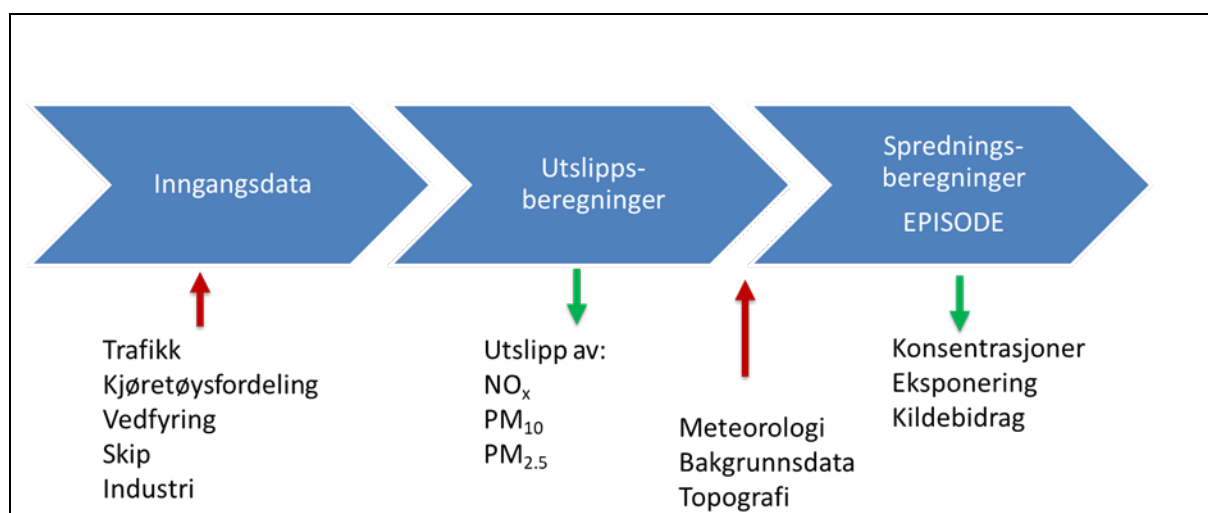 Inngangsdata
Utslipps-
beregninger
Sprednings-
beregninger
EPISODE
Trafikk
Kjøretøysfordeling
Vedfyring
Skip
Industri
Utslipp av:
NOₓ
PM₁₀
PM₂.₅
Meteorologi
Bakgrunnsdata
Topografi
Konsentrasjoner
Eksponering
Kildebidrag